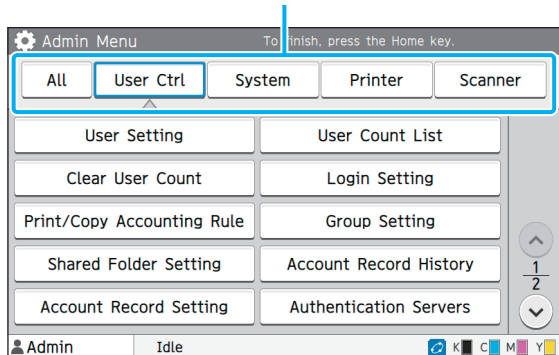 Admin Menu To finish, press the Home key.
All User Ctrl System Printer Scanner
User Setting User Count List
Clear User Count Login Setting
Print/Copy Accounting Rule Group Setting
Shared Folder Setting Account Record History
Account Record Setting Authentication Servers
1
2
Admin Idle K C M Y